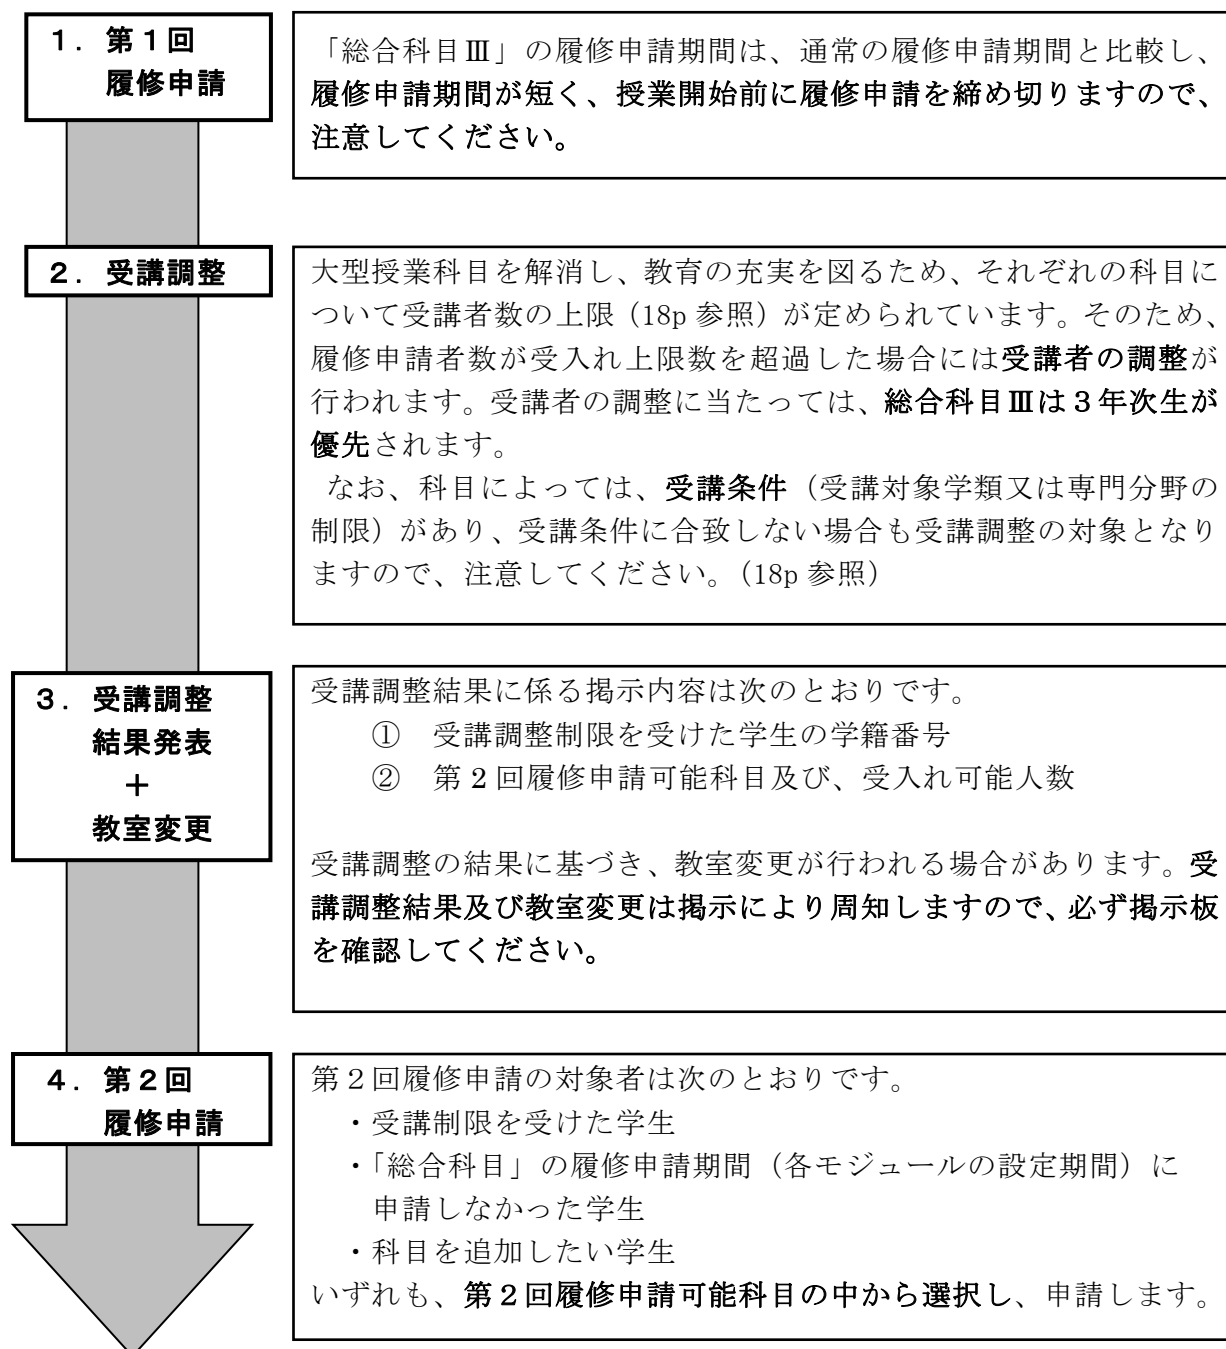 １．第１回
履修申請
「総合科目Ⅲ」の履修申請期間は、通常の履修申請期間と比較し、
履修申請期間が短く、授業開始前に履修申請を締め切りますので、
注意してください。
２．受講調整
大型授業科目を解消し、教育の充実を図るため、それぞれの科目に
ついて受講者数の上限（18p 参照）が定められています。そのため、
履修申請者数が受入れ上限数を超過した場合には受講者の調整が
行われます。受講者の調整に当たっては、総合科目Ⅲは３年次生が
優先されます。
なお、科目によっては、受講条件（受講対象学類又は専門分野の
制限）があり、受講条件に合致しない場合も受講調整の対象となり
ますので、注意してください。（18p 参照）
３．受講調整
結果発表
＋
教室変更
受講調整結果に係る掲示内容は次のとおりです。
①　受講調整制限を受けた学生の学籍番号
②　第２回履修申請可能科目及び、受入れ可能人数
受講調整の結果に基づき、教室変更が行われる場合があります。受
講調整結果及び教室変更は掲示により周知しますので、必ず掲示板
を確認してください。
４．第２回
履修申請
第２回履修申請の対象者は次のとおりです。
・受講制限を受けた学生
・「総合科目」の履修申請期間（各モジュールの設定期間）に
申請しなかった学生
・科目を追加したい学生
いずれも、第２回履修申請可能科目の中から選択し、申請します。